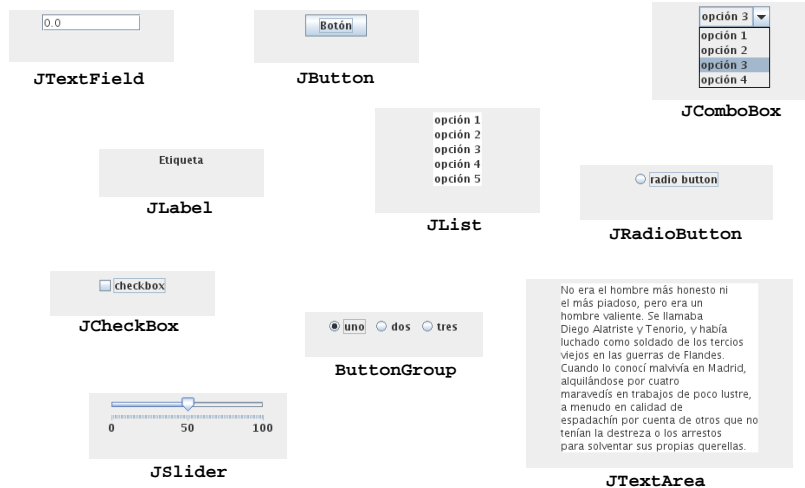 0.0
JTextField
Botón
JButton
opción 3
opción 1
opción 2
opción 3
opción 4
JComboBox
Etiqueta
JLabel
opción 1
opción 2
opción 3
opción 4
opción 5
JList
radio button
JRadioButton
checkbox
JCheckBox
uno dos tres
ButtonGroup
No era el hombre más honesto ni
el más piadoso, pero era un
hombre valiente. Se llamaba
Diego Alatriste y Tenorio, y había
luchado como soldado de los tercios
viejos en las guerras de Flandes.
Cuando lo conocí malvivía en Madrid,
alquilándose por cuatro
maravedís en trabajos de poco lustre,
a menudo en calidad de
espadachín por cuenta de otros que no
tenían la destreza o los arrestos
para solventar sus propias querellas.
JTextArea
0 50 100
JSlider